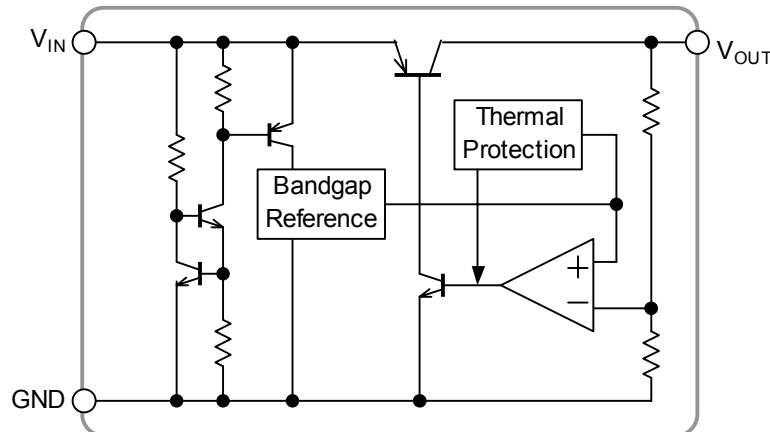 V_IN
V_OUT
Thermal
Protection
Bandgap
Reference
+
−
GND